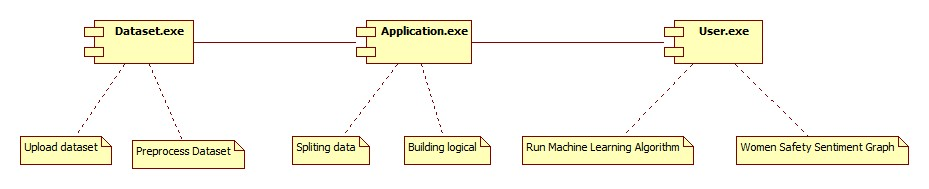 Dataset.exe
Application.exe
User.exe
Upload dataset
Preprocess Dataset
Spliting data
Building logical
Run Machine Learning Algorithm
Women Safety Sentiment Graph